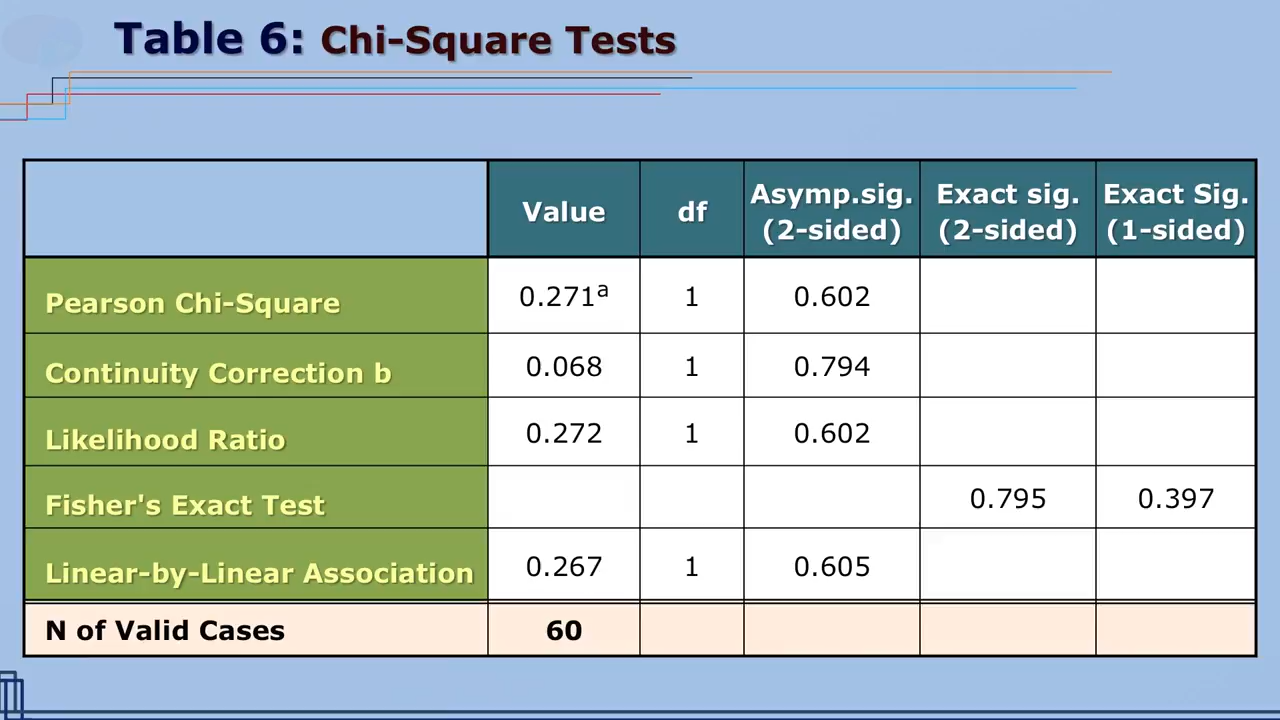 Table 6: Chi-Square Tests
Value df Asymp.sig. (2-sided) Exact sig. (2-sided) Exact Sig. (1-sided)
Pearson Chi-Square 0.271a 1 0.602
Continuity Correction b 0.068 1 0.794
Likelihood Ratio 0.272 1 0.602
Fisher's Exact Test 0.795 0.397
Linear-by-Linear Association 0.267 1 0.605
N of Valid Cases 60